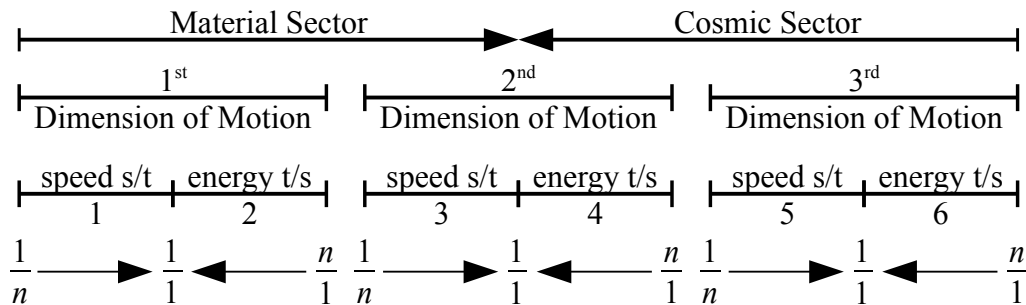 Material Sector Cosmic Sector
1st 2nd 3rd
Dimension of Motion Dimension of Motion Dimension of Motion
speed s/t energy t/s speed s/t energy t/s speed s/t energy t/s
1 2 3 4 5 6
1/n 1/1 n/1 1/n 1/1 n/1 1/n 1/1 n/1